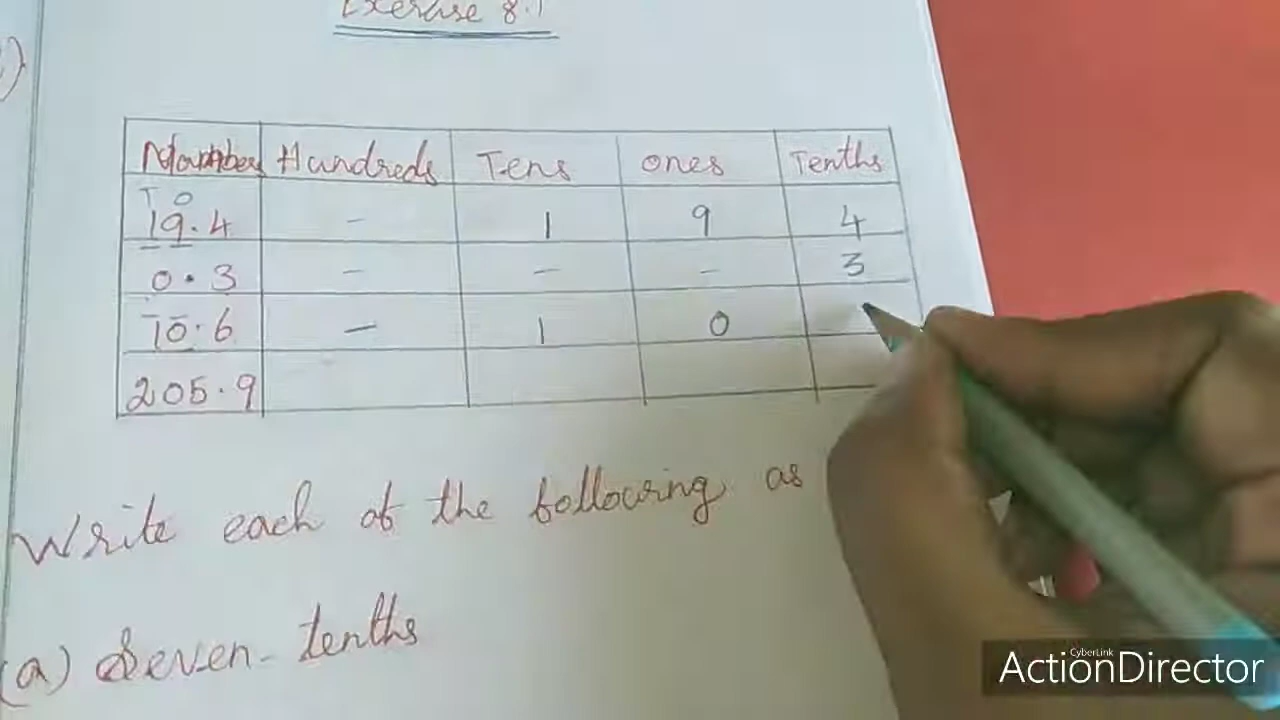 Exercise 8.1
Number Hundreds Tens ones Tenths
T O
19.4 – 1 9 4
0.3 – – – 3
10.6 – 1 0
205.9
Write each of the following as
(a) Seven-tenths
CyberLink
ActionDirector